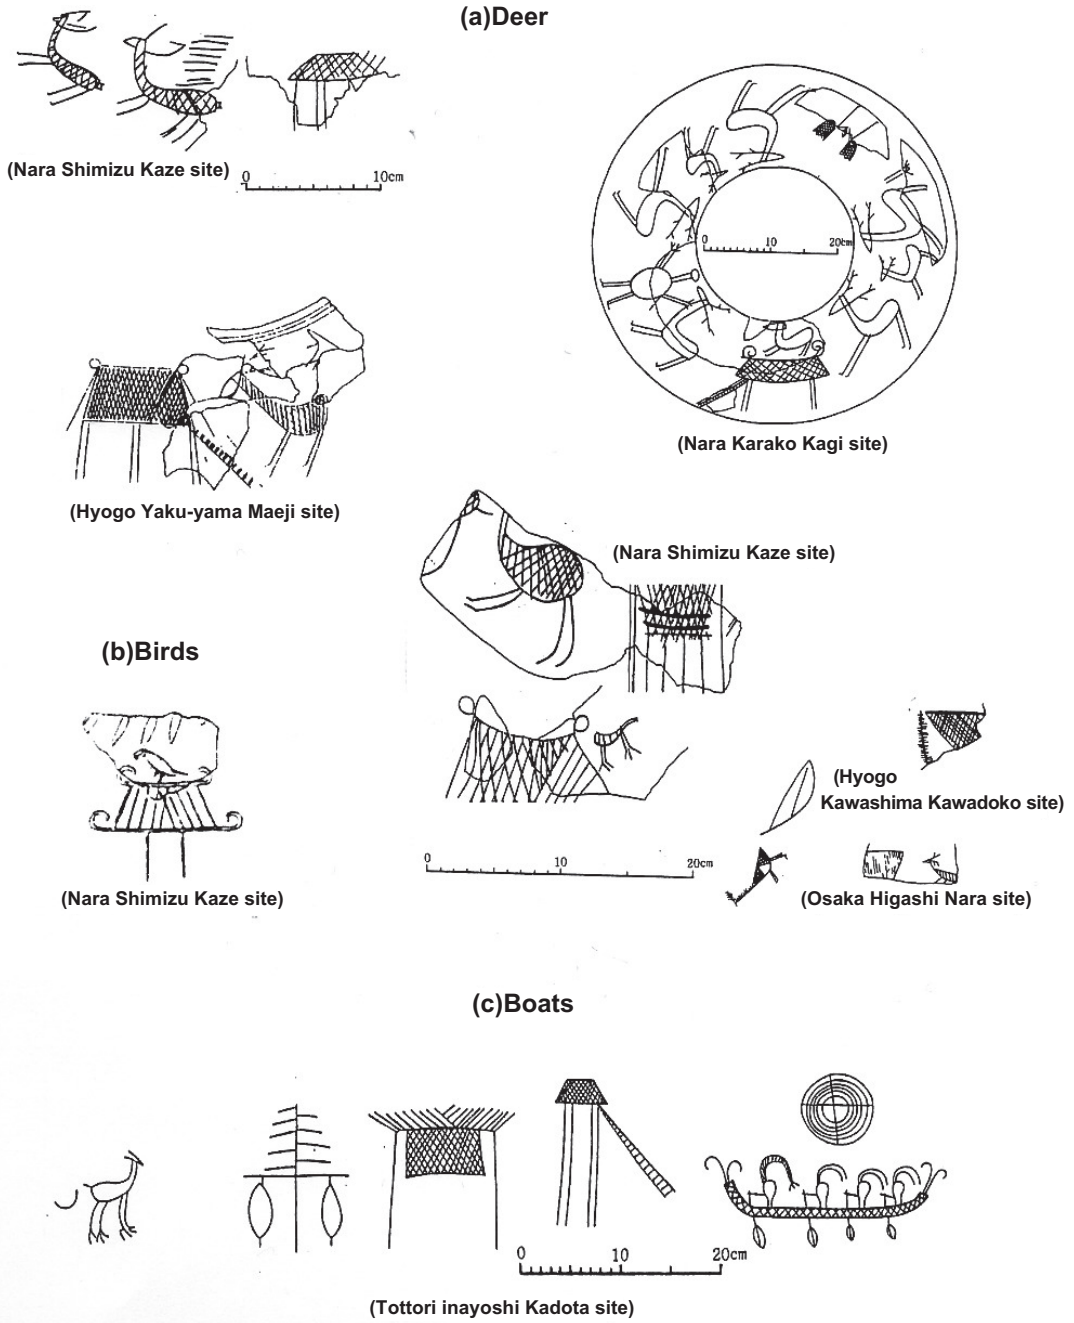 (a)Deer
(Nara Shimizu Kaze site)
0 10cm
0 10 20cm
(Nara Karako Kagi site)
(Hyogo Yaku-yama Maeji site)
(Nara Shimizu Kaze site)
(b)Birds
(Hyogo
Kawashima Kawadoko site)
0 10 20cm
(Nara Shimizu Kaze site)
(Osaka Higashi Nara site)
(c)Boats
0 10 20cm
(Tottori inayoshi Kadota site)